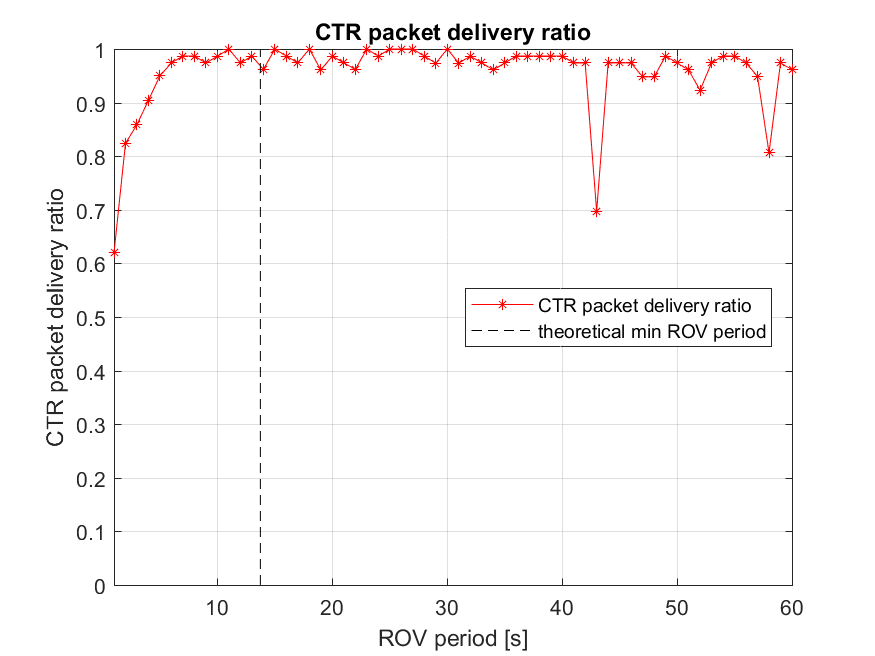 CTR packet delivery ratio
1
0.9
0.8
0.7
0.6
0.5
0.4
0.3
0.2
0.1
0
CTR packet delivery ratio
CTR packet delivery ratio
theoretical min ROV period
10 20 30 40 50 60
ROV period [s]